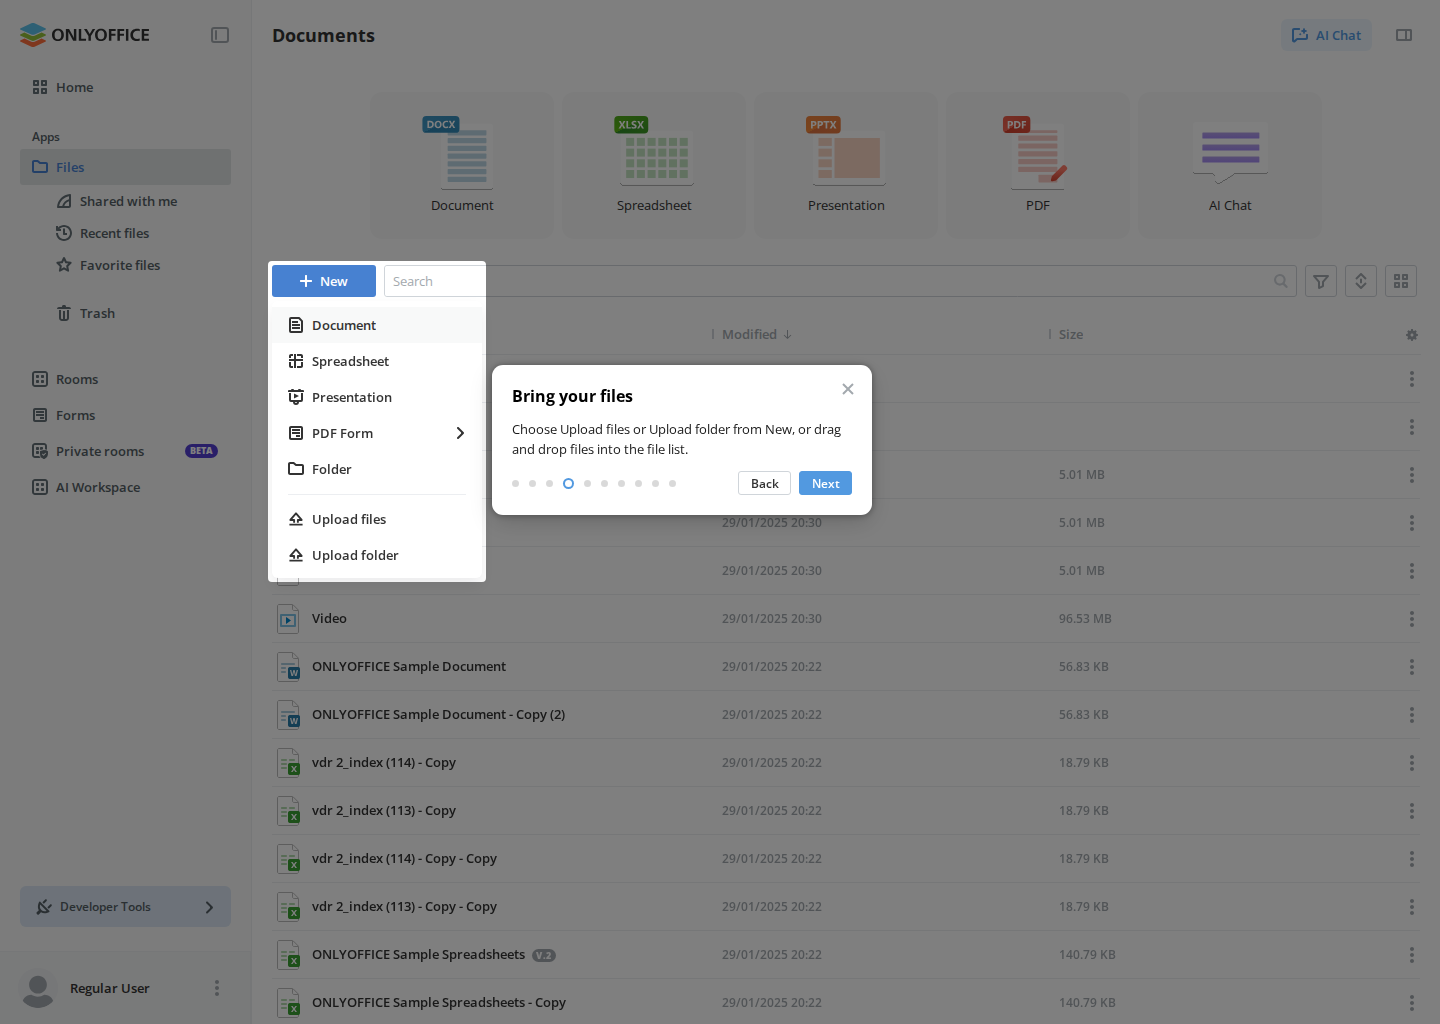 ONLYOFFICE
Documents
AI Chat
Home
Apps
Files
Shared with me
Recent files
Favorite files
Trash
Rooms
Forms
Private rooms BETA
AI Workspace
Developer Tools
Regular User
DOCX
Document
XLSX
Spreadsheet
PPTX
Presentation
PDF
PDF
AI Chat
New
Search
Document
Spreadsheet
Presentation
PDF Form
Folder
Upload files
Upload folder
Bring your files
Choose Upload files or Upload folder from New, or drag
and drop files into the file list.
Back
Next
Modified Size
5.01 MB
29/01/2025 20:30 5.01 MB
29/01/2025 20:30 5.01 MB
Video 29/01/2025 20:30 96.53 MB
ONLYOFFICE Sample Document 29/01/2025 20:22 56.83 KB
ONLYOFFICE Sample Document - Copy (2) 29/01/2025 20:22 56.83 KB
vdr 2_index (114) - Copy 29/01/2025 20:22 18.79 KB
vdr 2_index (113) - Copy 29/01/2025 20:22 18.79 KB
vdr 2_index (114) - Copy - Copy 29/01/2025 20:22 18.79 KB
vdr 2_index (113) - Copy - Copy 29/01/2025 20:22 18.79 KB
ONLYOFFICE Sample Spreadsheets V.2 29/01/2025 20:22 140.79 KB
ONLYOFFICE Sample Spreadsheets - Copy 29/01/2025 20:22 140.79 KB